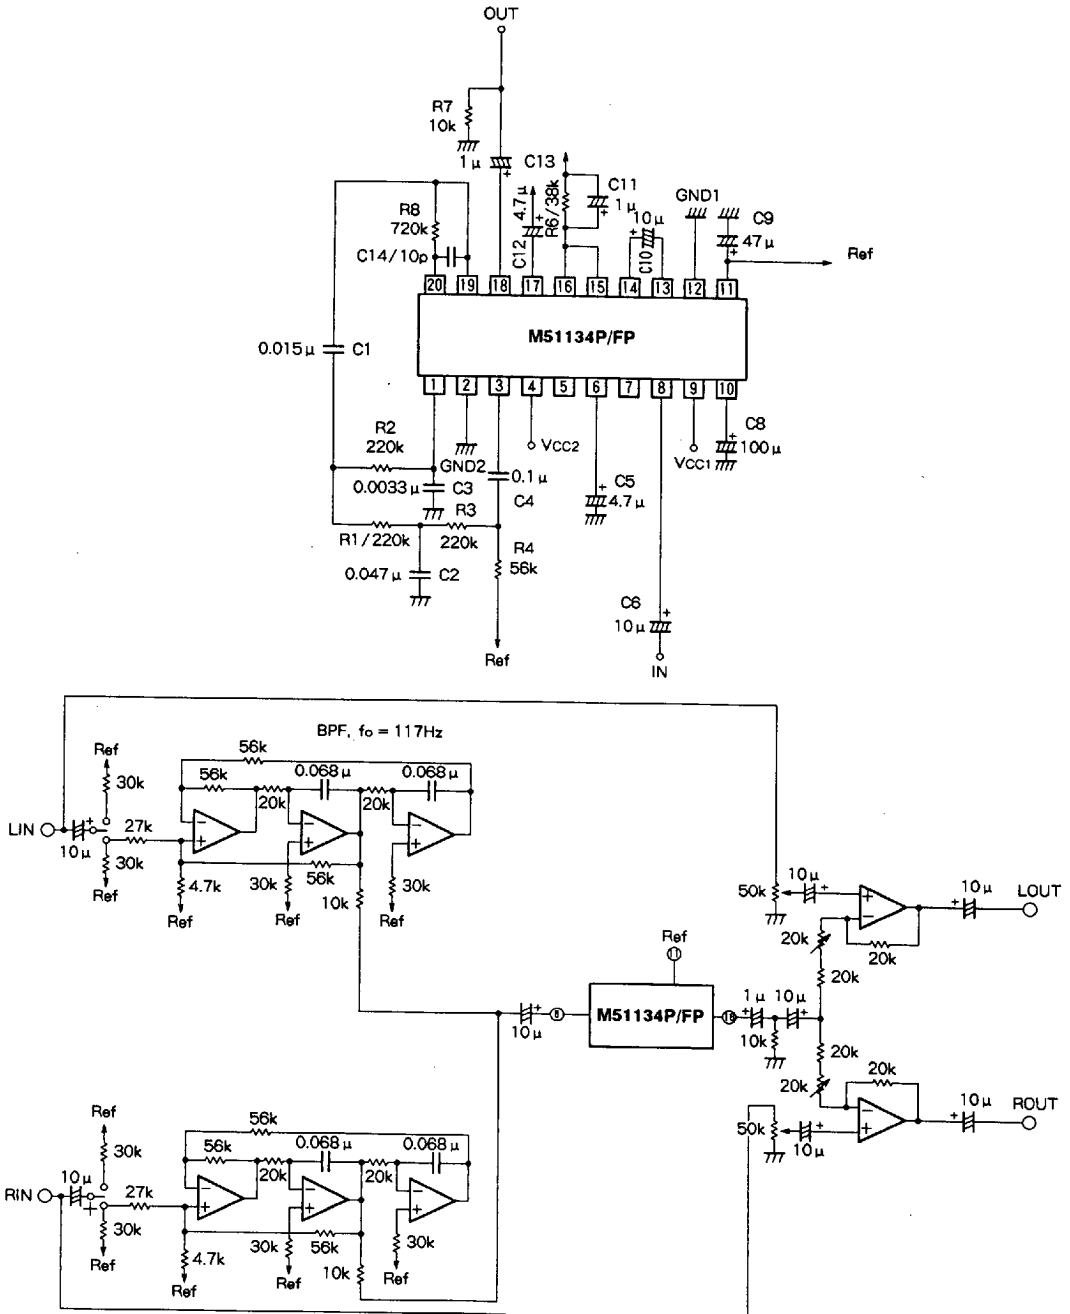 OUT
R7
10k
1μ
C13
R8
720k
C14/10p
4.7μ
C12
R6/38k
C11
1μ
10μ
C10
GND1
C9
47μ
Ref
20 19 18 17 16 15 14 13 12 11
M51134P/FP
1 2 3 4 5 6 7 8 9 10
0.015μ C1
R2
220k
GND2
VCC2
0.1μ
C4
0.0033μ C3
R3
R1/220k 220k
0.047μ C2
R4
56k
Ref
C5
4.7μ
VCC1
C8
100μ
C6
10μ
IN
BPF, fo = 117Hz
Ref
30k
56k
56k
0.068μ
0.068μ
20k
20k
LIN
10μ
27k
30k
Ref
4.7k
Ref
30k
Ref
56k
10k
30k
Ref
50k
10μ
10μ
LOUT
20k
20k
20k
Ref
11
10μ
8
M51134P/FP
18
1μ
10μ
10k
20k
20k
20k
10μ
ROUT
50k
10μ
Ref
30k
56k
56k
0.068μ
0.068μ
20k
20k
RIN
10μ
27k
30k
Ref
4.7k
Ref
30k
Ref
56k
10k
30k
Ref